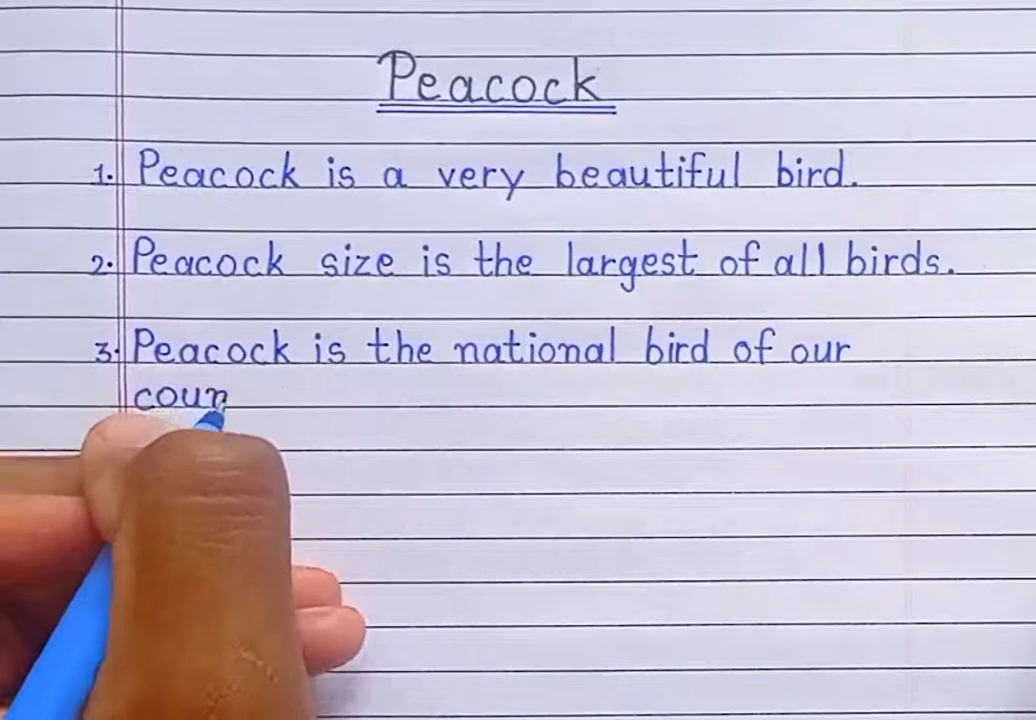 Peacock
1. Peacock is a very beautiful bird.
2. Peacock size is the largest of all birds.
3. Peacock is the national bird of our
coun